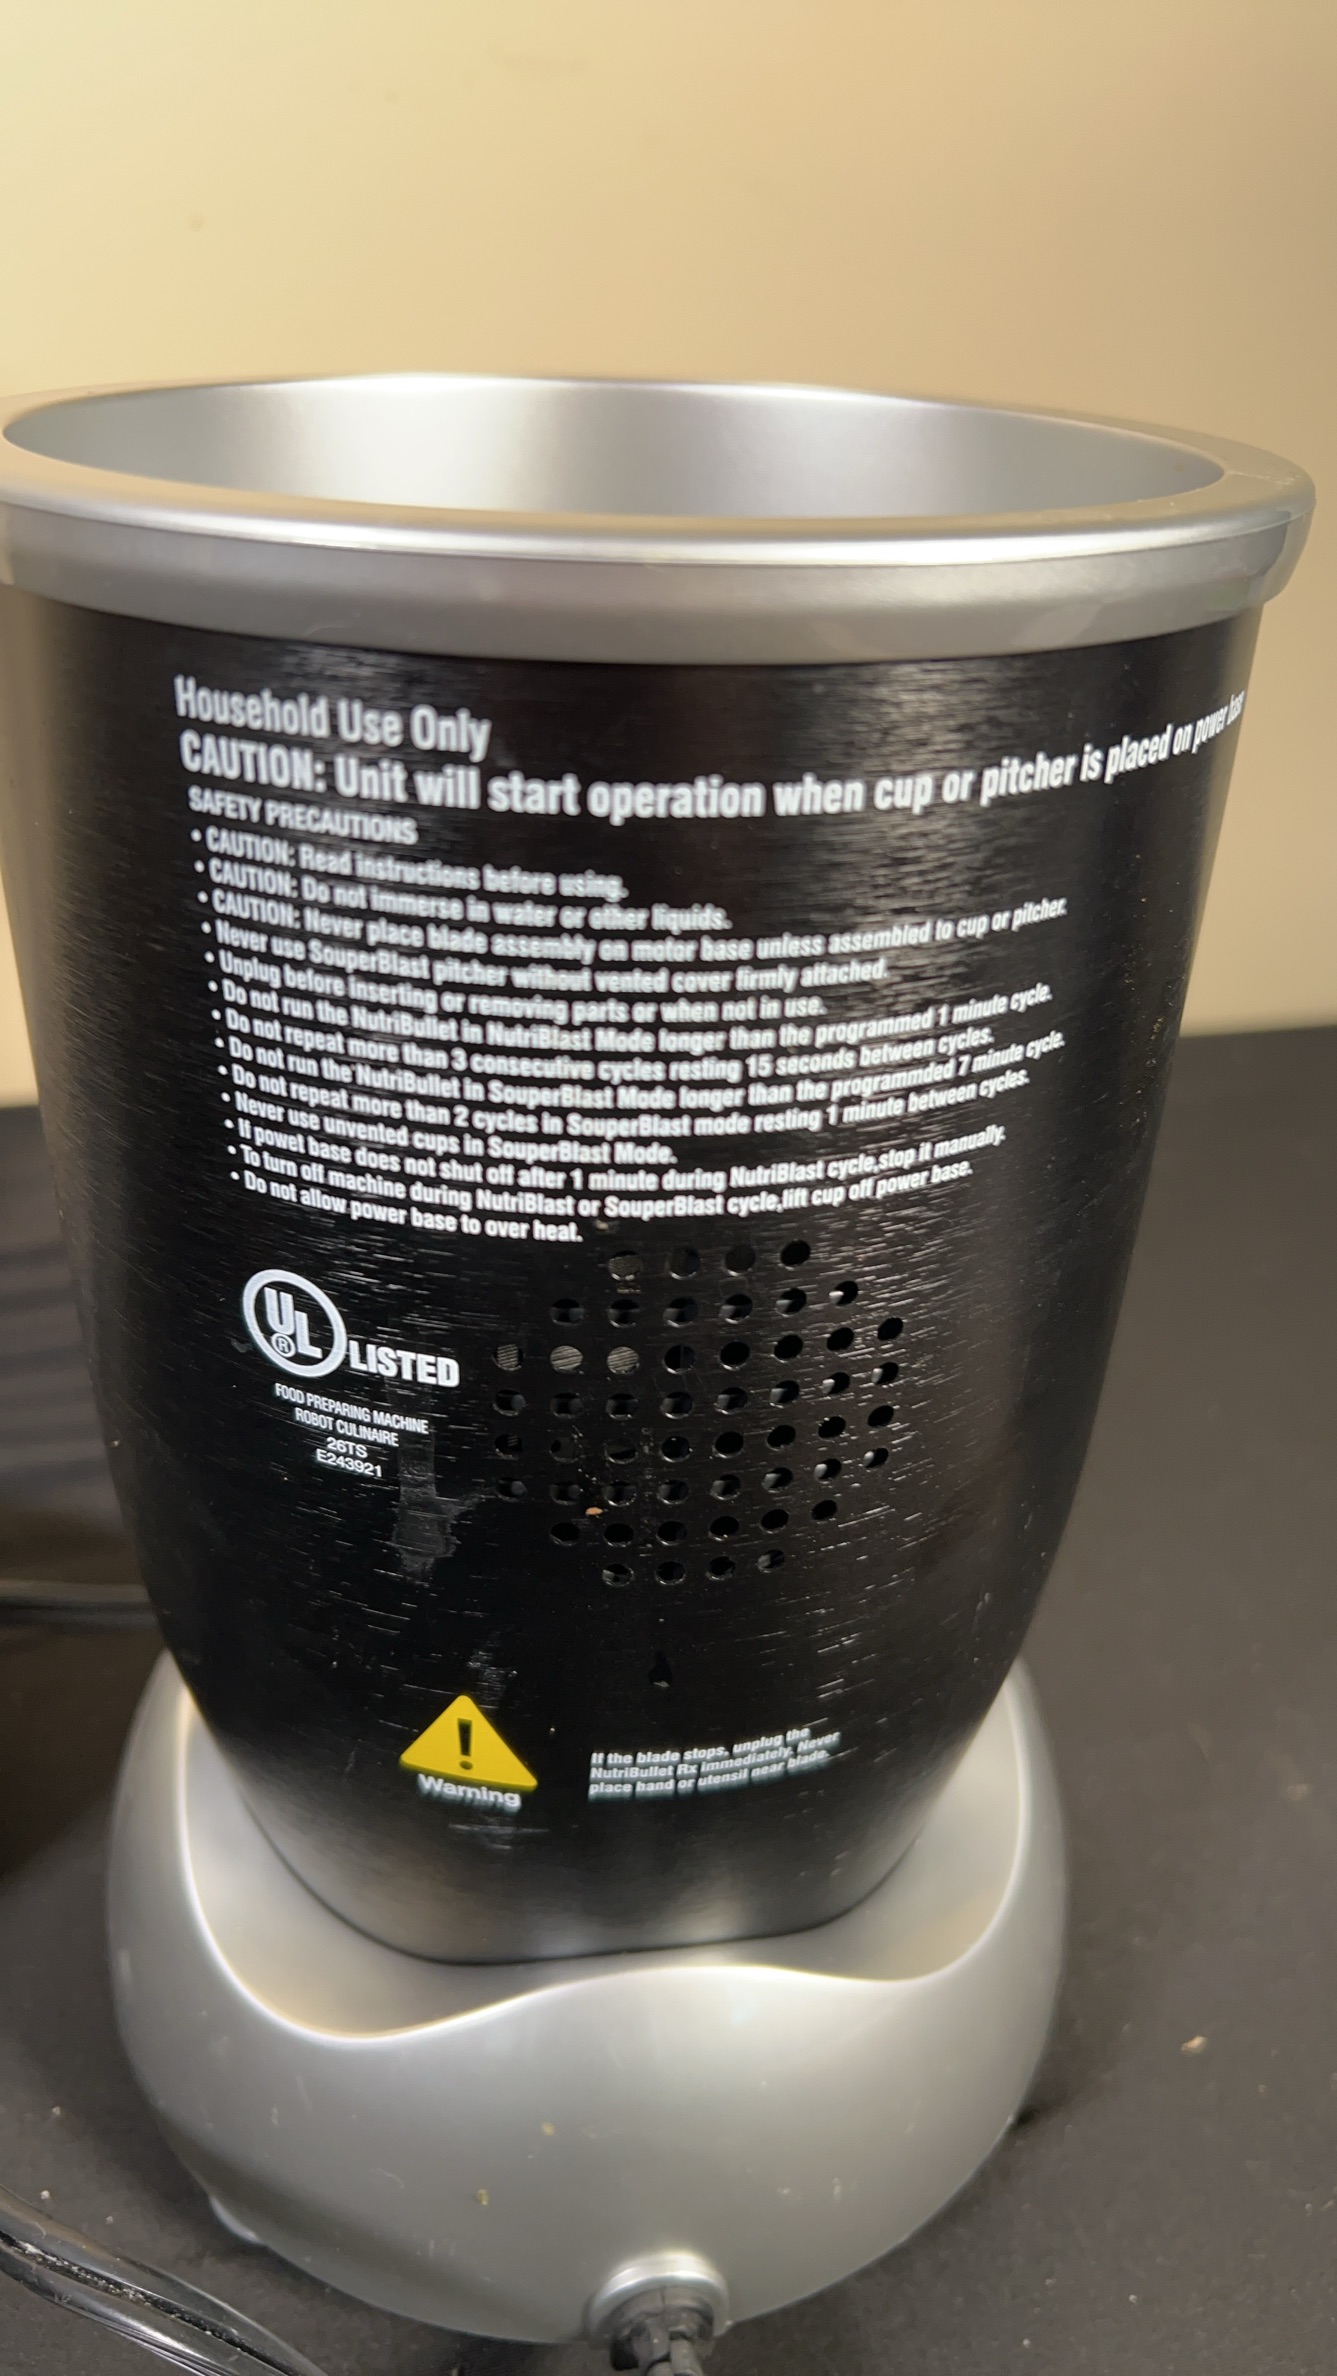 Household Use Only
CAUTION: Unit will start operation when cup or pitcher is placed on power base
SAFETY PRECAUTIONS
• CAUTION: Read instructions before using.
• CAUTION: Do not immerse in water or other liquids.
• CAUTION: Never place blade assembly on motor base unless assembled to cup or pitcher.
• Never use SouperBlast pitcher without vented cover firmly attached.
• Unplug before inserting or removing parts or when not in use.
• Do not run the NutriBullet in NutriBlast Mode longer than the programmed 1 minute cycle.
• Do not repeat more than 3 consecutive cycles resting 15 seconds between cycles.
• Do not run the NutriBullet in SouperBlast Mode longer than the programmded 7 minute cycle.
• Do not repeat more than 2 cycles in SouperBlast mode resting 1 minute between cycles.
• Never use unvented cups in SouperBlast Mode.
• If powet base does not shut off after 1 minute during NutriBlast cycle,stop it manually.
• To turn off machine during NutriBlast or SouperBlast cycle,lift cup off power base.
• Do not allow power base to over heat.
UL ® LISTED
FOOD PREPARING MACHINE
ROBOT CULINAIRE
26TS
E243921
! Warning
If the blade stops, unplug the
NutriBullet Rx immediately. Never
place hand or utensil near blade.